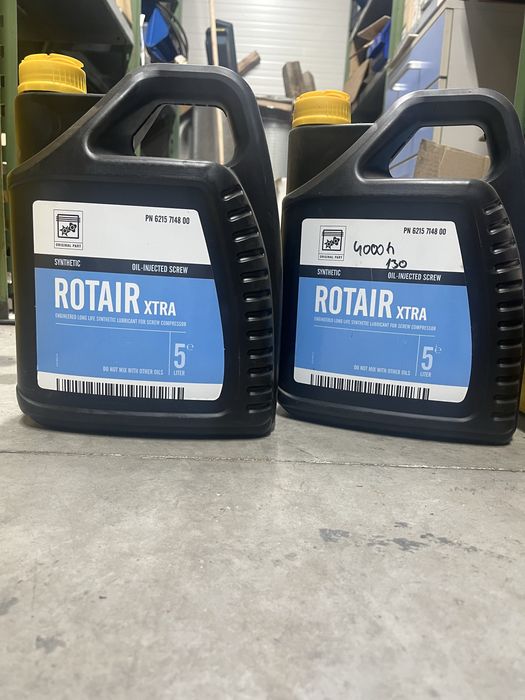 PN 6215 7148 00
ORIGINAL PART
SYNTHETIC OIL-INJECTED SCREW
ROTAIR XTRA
ENGINEERED LONG LIFE SYNTHETIC LUBRICANT FOR SCREW COMPRESSOR
5 e
LITER
DO NOT MIX WITH OTHER OILS
PN 6215 7148 00
ORIGINAL PART
4000 h
130
SYNTHETIC OIL-INJECTED SCREW
ROTAIR XTRA
ENGINEERED LONG LIFE SYNTHETIC LUBRICANT FOR SCREW COMPRESSOR
5 e
LITER
DO NOT MIX WITH OTHER OILS